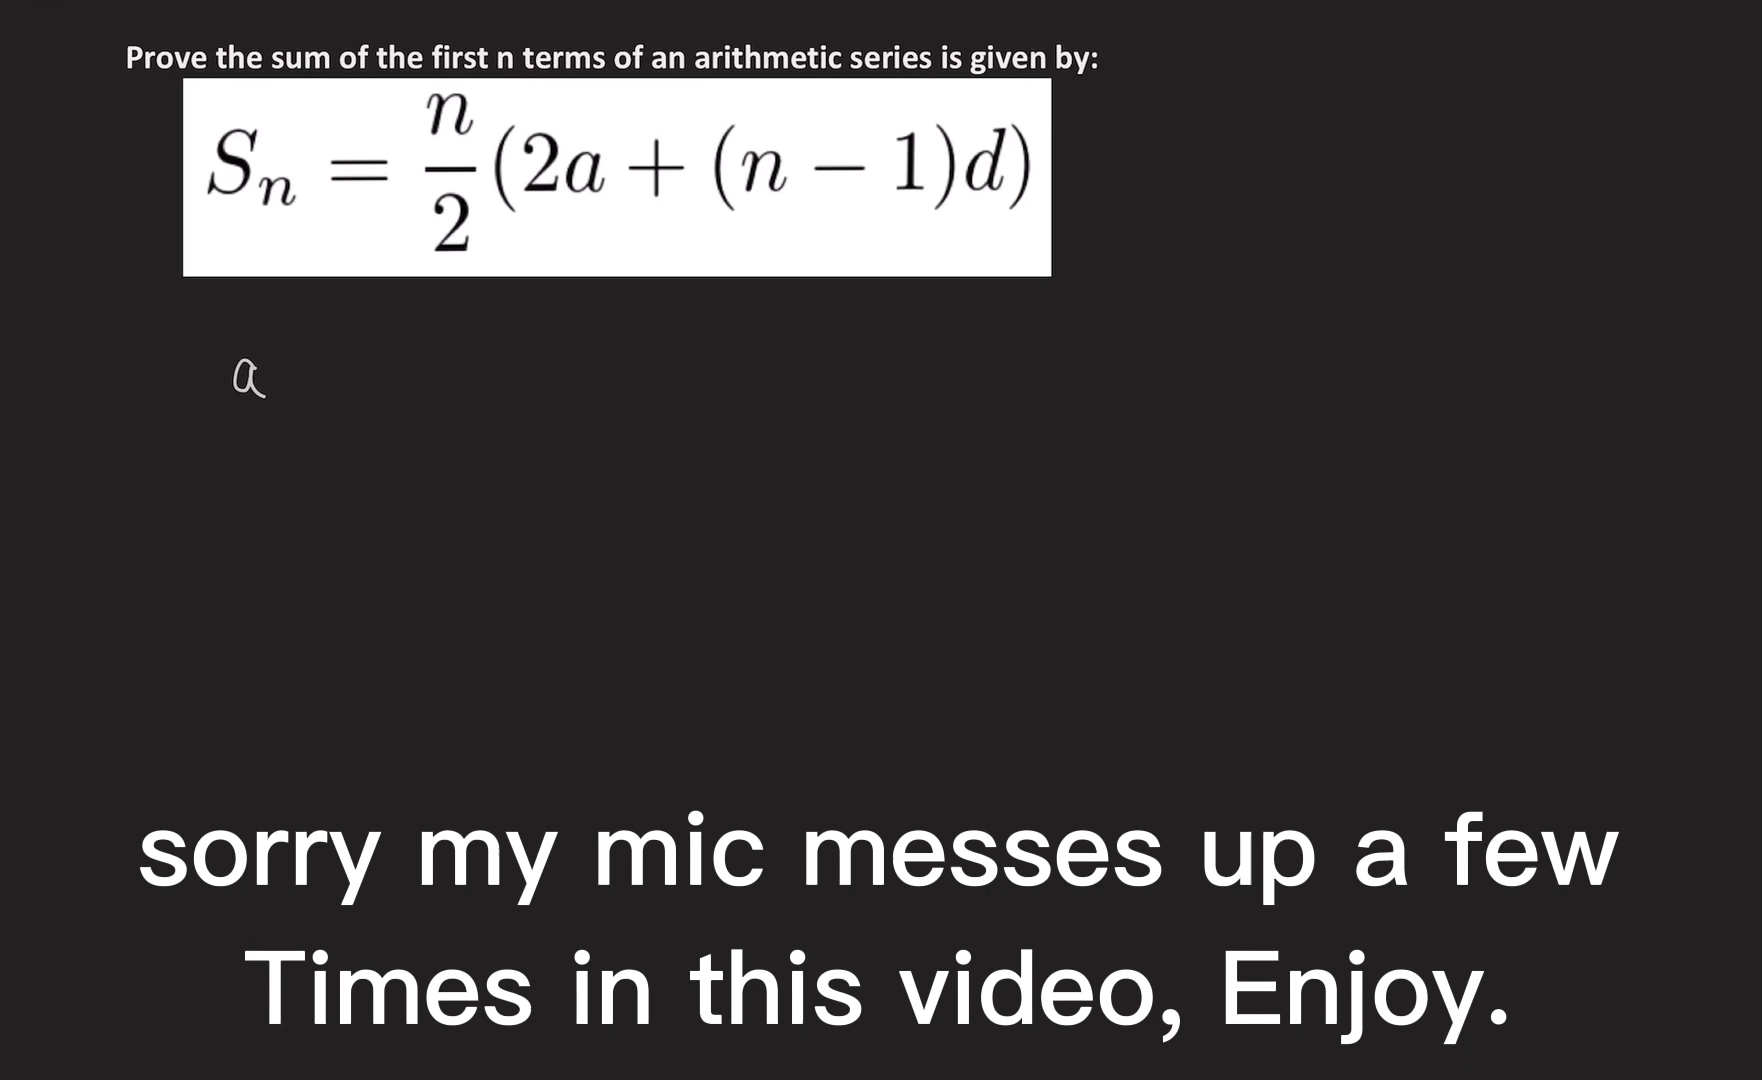 Prove the sum of the first n terms of an arithmetic series is given by:
S_n = \frac{n}{2}(2a + (n - 1)d)
a
sorry my mic messes up a few
Times in this video, Enjoy.